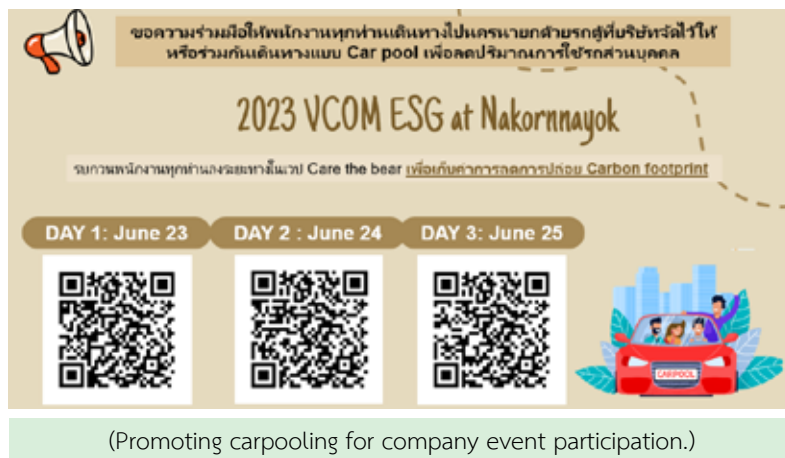 ขอความร่วมมือให้พนักงานทุกท่านเดินทางไปนครนายกด้วยรถตู้ที่บริษัทจัดไว้ให้
หรือร่วมกันเดินทางแบบ Car pool เพื่อลดปริมาณการใช้รถส่วนบุคคล
2023 VCOM ESG at Nakornnayok
รบกวนพนักงานทุกท่านลงระยะทางในเวป Care the bear เพื่อเก็บค่าการลดการปล่อย Carbon footprint
DAY 1: June 23 DAY 2 : June 24 DAY 3: June 25
CARPOOL
(Promoting carpooling for company event participation.)